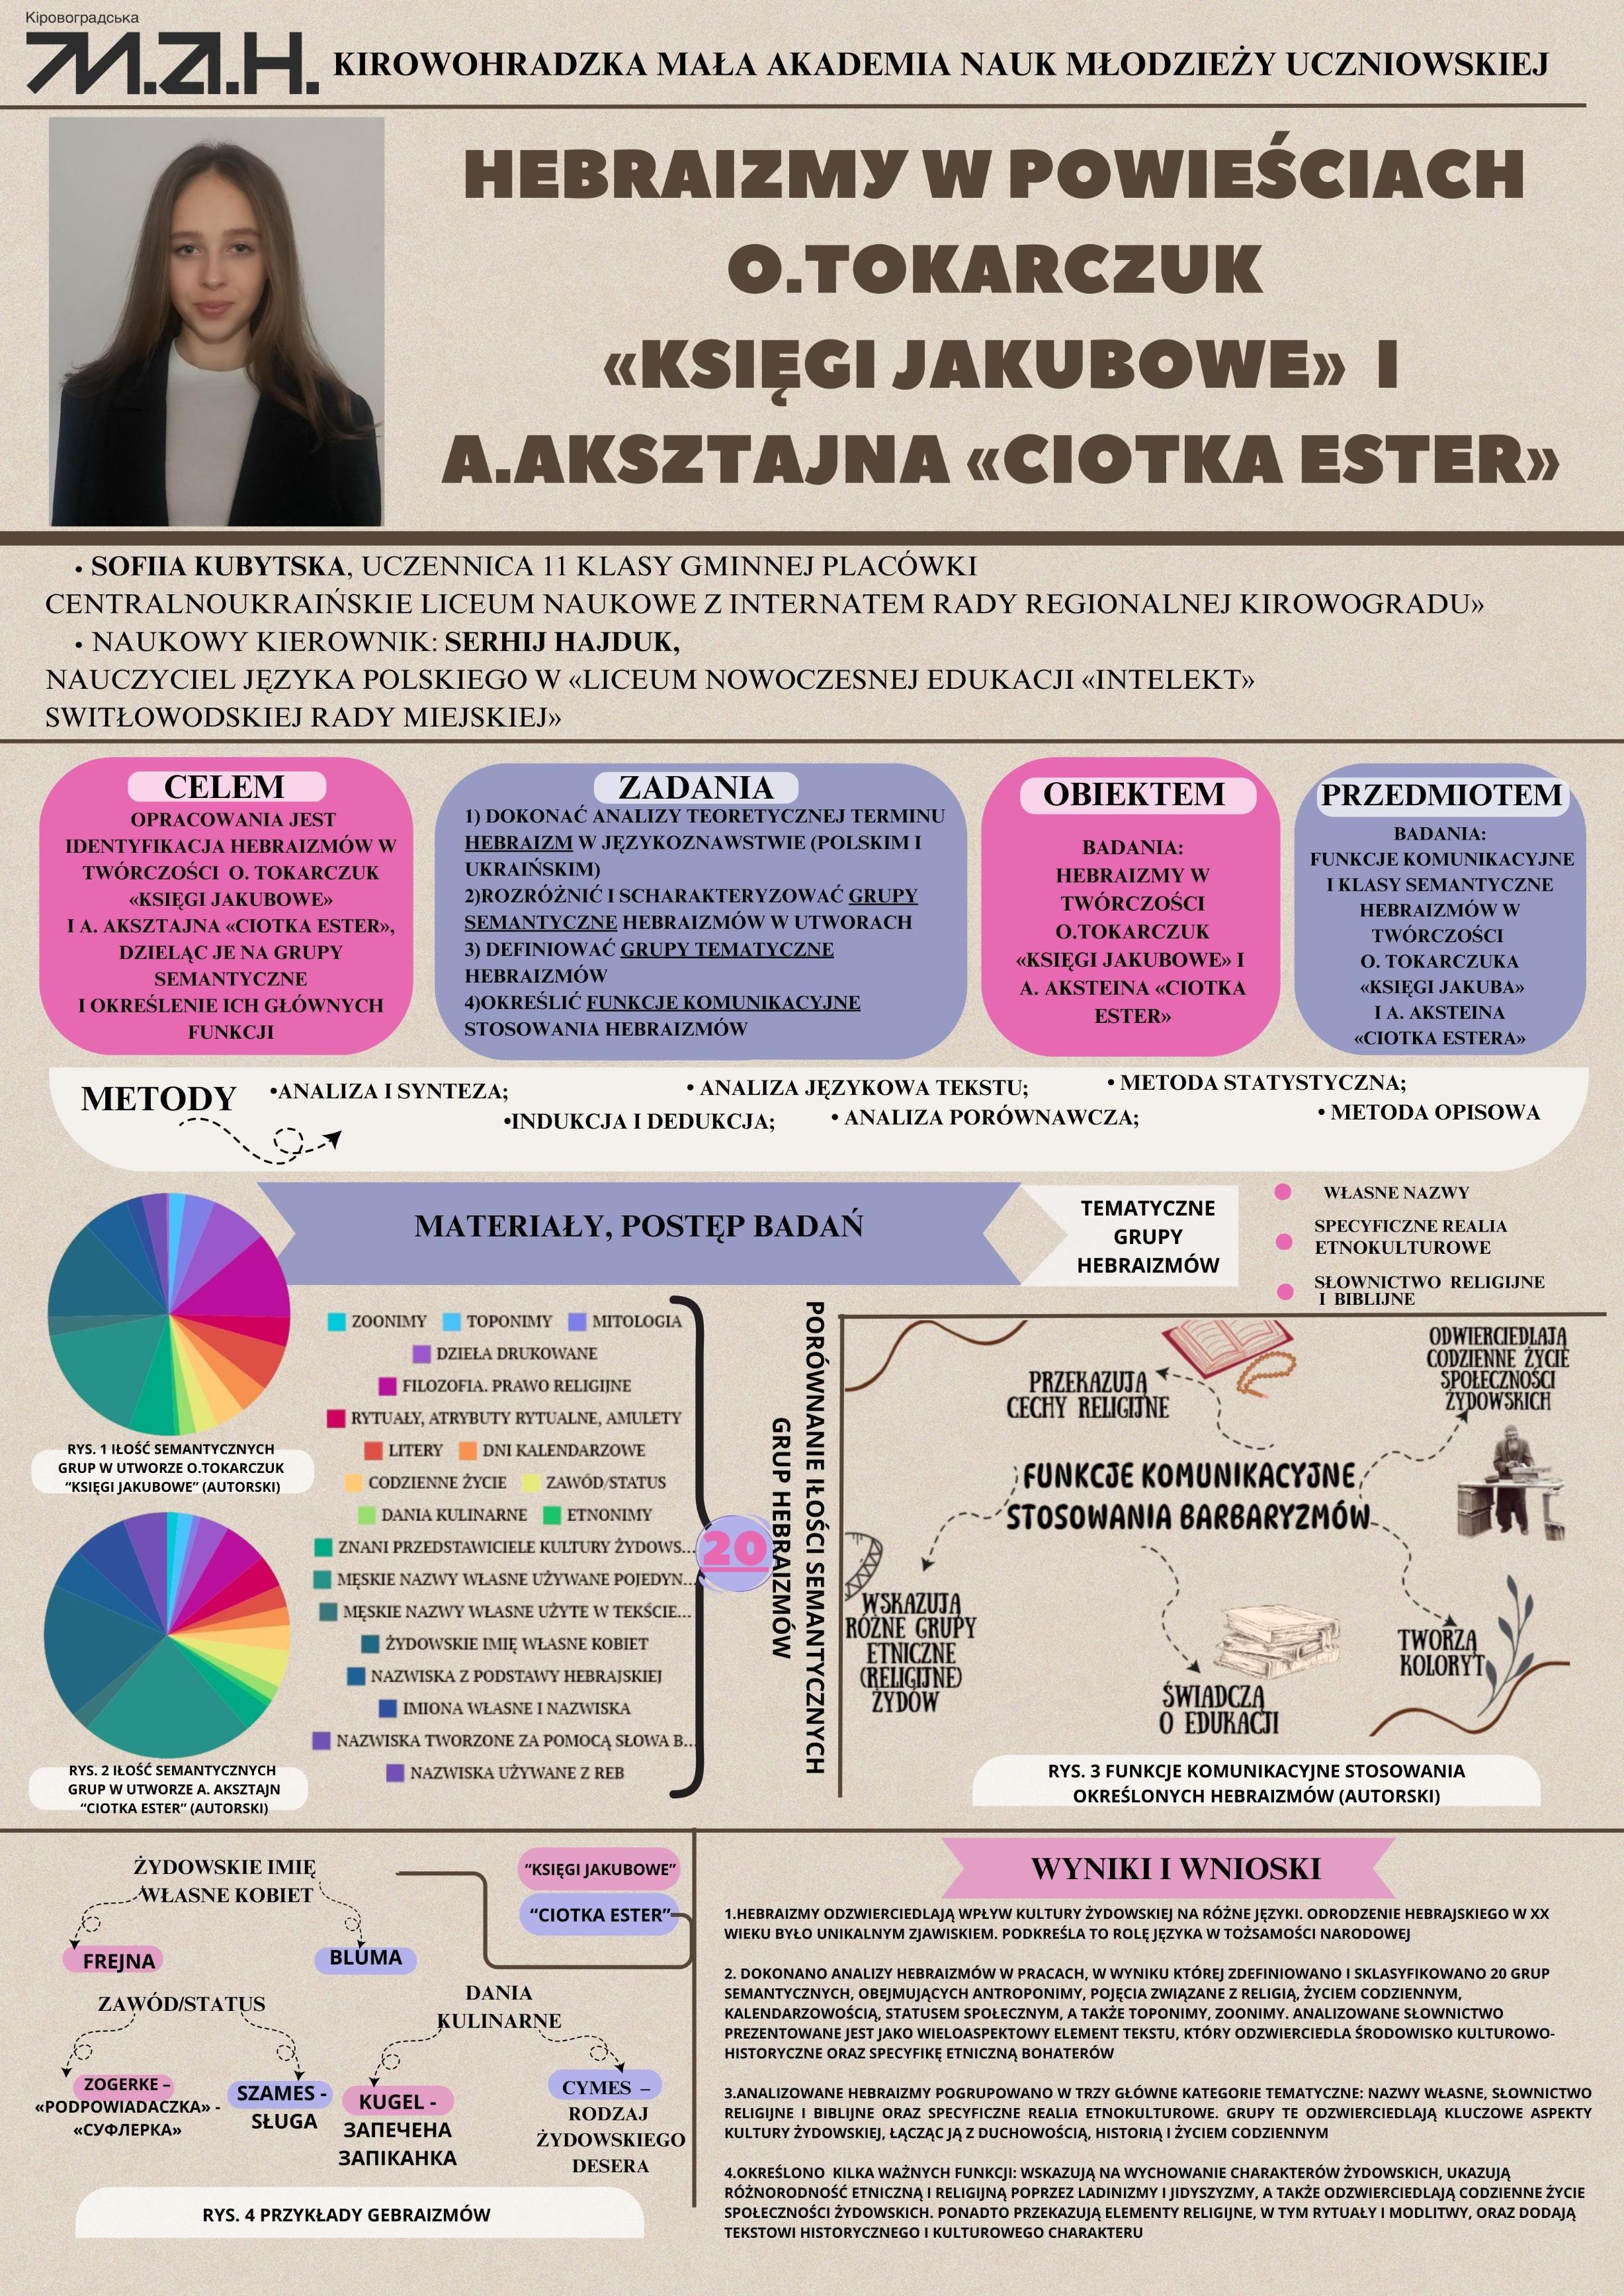 Кіровоградська
М.А.Н.
KIROWOHRADZKA MAŁA AKADEMIA NAUK MŁODZIEŻY UCZNIOWSKIEJ
HEBRAIZMY W POWIEŚCIACH
O.TOKARCZUK
«KSIĘGI JAKUBOWE» I
A.AKSZTAJNA «CIOTKA ESTER»
• SOFIIA KUBYTSKA, UCZENNICA 11 KLASY GMINNEJ PLACÓWKI
CENTRALNOUKRAIŃSKIE LICEUM NAUKOWE Z INTERNATEM RADY REGIONALNEJ KIROWOGRADU»
• NAUKOWY KIEROWNIK: SERHIJ HAJDUK,
NAUCZYCIEL JĘZYKA POLSKIEGO W «LICEUM NOWOCZESNEJ EDUKACJI «INTELEKT»
SWITŁOWODSKIEJ RADY MIEJSKIEJ»
CELEM
OPRACOWANIA JEST
IDENTYFIKACJA HEBRAIZMÓW W
TWÓRCZOŚCI O. TOKARCZUK
«KSIĘGI JAKUBOWE»
I A. AKSZTAJNA «CIOTKA ESTER»,
DZIELĄC JE NA GRUPY
SEMANTYCZNE
I OKREŚLENIE ICH GŁÓWNYCH
FUNKCJI
ZADANIA
1) DOKONAĆ ANALIZY TEORETYCZNEJ TERMINU
HEBRAIZM W JĘZYKOZNAWSTWIE (POLSKIM I
UKRAIŃSKIM)
2)ROZRÓŻNIĆ I SCHARAKTERYZOWAĆ GRUPY
SEMANTYCZNE HEBRAIZMÓW W UTWORACH
3) DEFINIOWAĆ GRUPY TEMATYCZNE
HEBRAIZMÓW
4)OKREŚLIĆ FUNKCJE KOMUNIKACYJNE
STOSOWANIA HEBRAIZMÓW
OBIEKTEM
BADANIA:
HEBRAIZMY W
TWÓRCZOŚCI
O.TOKARCZUK
«KSIĘGI JAKUBOWE» I
A. AKSTEINA «CIOTKA
ESTER»
PRZEDMIOTEM
BADANIA:
FUNKCJE KOMUNIKACYJNE
I KLASY SEMANTYCZNE
HEBRAIZMÓW W
TWÓRCZOŚCI
O. TOKARCZUKA
«KSIĘGI JAKUBA»
I A. AKSTEINA
«CIOTKA ESTERA»
METODY
•ANALIZA I SYNTEZA;
• ANALIZA JĘZYKOWA TEKSTU;
• METODA STATYSTYCZNA;
•INDUKCJA I DEDUKCJA;
• ANALIZA PORÓWNAWCZA;
• METODA OPISOWA
MATERIAŁY, POSTĘP BADAŃ
TEMATYCZNE
GRUPY
HEBRAIZMÓW
WŁASNE NAZWY
SPECYFICZNE REALIA
ETNOKULTUROWE
SŁOWNICTWO RELIGIJNE
I BIBLIJNE
RYS. 1 IŁOŚĆ SEMANTYCZNYCH
GRUP W UTWORZE O.TOKARCZUK
“KSIĘGI JAKUBOWE” (AUTORSKI)
RYS. 2 IŁOŚĆ SEMANTYCZNYCH
GRUP W UTWORZE A. AKSZTAJN
“CIOTKA ESTER” (AUTORSKI)
ZOONIMY TOPONIMY MITOLOGIA
DZIEŁA DRUKOWANE
FILOZOFIA. PRAWO RELIGIJNE
RYTUAŁY, ATRYBUTY RYTUALNE, AMULETY
LITERY DNI KALENDARZOWE
CODZIENNE ŻYCIE ZAWÓD/STATUS
DANIA KULINARNE ETNONIMY
ZNANI PRZEDSTAWICIELE KULTURY ŻYDOWS...
MĘSKIE NAZWY WŁASNE UŻYWANE POJEDYN...
MĘSKIE NAZWY WŁASNE UŻYTE W TEKŚCIE...
ŻYDOWSKIE IMIĘ WŁASNE KOBIET
NAZWISKA Z PODSTAWY HEBRAJSKIEJ
IMIONA WŁASNE I NAZWISKA
NAZWISKA TWORZONE ZA POMOCĄ SŁOWA B...
NAZWISKA UŻYWANE Z REB
20
PORÓWNANIE IŁOŚCI SEMANTYCZNYCH
GRUP HEBRAIZMÓW
PRZEKAZUJĄ
CECHY RELIGIJNE
ODWIERCIEDLAJĄ
CODZIENNE ŻYCIE
SPOŁECZNOŚCI
ŻYDOWSKICH
FUNKCJE KOMUNIKACYJNE
STOSOWANIA BARBARYZMÓW
WSKAZUJĄ
RÓŻNE GRUPY
ETNICZNE
(RELIGIJNE)
ŻYDÓW
ŚWIADCZĄ
O EDUKACJI
TWORZĄ
KOLORYT
RYS. 3 FUNKCJE KOMUNIKACYJNE STOSOWANIA
OKREŚLONYCH HEBRAIZMÓW (AUTORSKI)
ŻYDOWSKIE IMIĘ
WŁASNE KOBIET
“KSIĘGI JAKUBOWE”
“CIOTKA ESTER”
FREJNA
BLUMA
ZAWÓD/STATUS
DANIA
KULINARNE
ZOGERKE –
«PODPOWIADACZKA» -
«СУФЛЕРКА»
SZAMES -
SŁUGA
KUGEL -
ЗАПЕЧЕНА
ЗАПІКАНКА
CYMES –
RODZAJ
ŻYDOWSKIEGO
DESERA
RYS. 4 PRZYKŁADY GEBRAIZMÓW
WYNIKI I WNIOSKI
1.HEBRAIZMY ODZWIERCIEDLAJĄ WPŁYW KULTURY ŻYDOWSKIEJ NA RÓŻNE JĘZYKI. ODRODZENIE HEBRAJSKIEGO W XX
WIEKU BYŁO UNIKALNYM ZJAWISKIEM. PODKREŚLA TO ROLĘ JĘZYKA W TOŻSAMOŚCI NARODOWEJ
2. DOKONANO ANALIZY HEBRAIZMÓW W PRACACH, W WYNIKU KTÓREJ ZDEFINIOWANO I SKLASYFIKOWANO 20 GRUP
SEMANTYCZNYCH, OBEJMUJĄCYCH ANTROPONIMY, POJĘCIA ZWIĄZANE Z RELIGIĄ, ŻYCIEM CODZIENNYM,
KALENDARZOWOŚCIĄ, STATUSEM SPOŁECZNYM, A TAKŻE TOPONIMY, ZOONIMY. ANALIZOWANE SŁOWNICTWO
PREZENTOWANE JEST JAKO WIELOASPEKTOWY ELEMENT TEKSTU, KTÓRY ODZWIERCIEDLA ŚRODOWISKO KULTUROWO-
HISTORYCZNE ORAZ SPECYFIKĘ ETNICZNĄ BOHATERÓW
3.ANALIZOWANE HEBRAIZMY POGRUPOWANO W TRZY GŁÓWNE KATEGORIE TEMATYCZNE: NAZWY WŁASNE, SŁOWNICTWO
RELIGIJNE I BIBLIJNE ORAZ SPECYFICZNE REALIA ETNOKULTUROWE. GRUPY TE ODZWIERCIEDLAJĄ KLUCZOWE ASPEKTY
KULTURY ŻYDOWSKIEJ, ŁĄCZĄC JĄ Z DUCHOWOŚCIĄ, HISTORIĄ I ŻYCIEM CODZIENNYM
4.OKREŚLONO KILKA WAŻNYCH FUNKCJI: WSKAZUJĄ NA WYCHOWANIE CHARAKTERÓW ŻYDOWSKICH, UKAZUJĄ
RÓŻNORODNOŚĆ ETNICZNĄ I RELIGIJNĄ POPRZEZ LADINIZMY I JIDYSZYZMY, A TAKŻE ODZWIERCIEDLAJĄ CODZIENNE ŻYCIE
SPOŁECZNOŚCI ŻYDOWSKICH. PONADTO PRZEKAZUJĄ ELEMENTY RELIGIJNE, W TYM RYTUAŁY I MODLITWY, ORAZ DODAJĄ
TEKSTOWI HISTORYCZNEGO I KULTUROWEGO CHARAKTERU